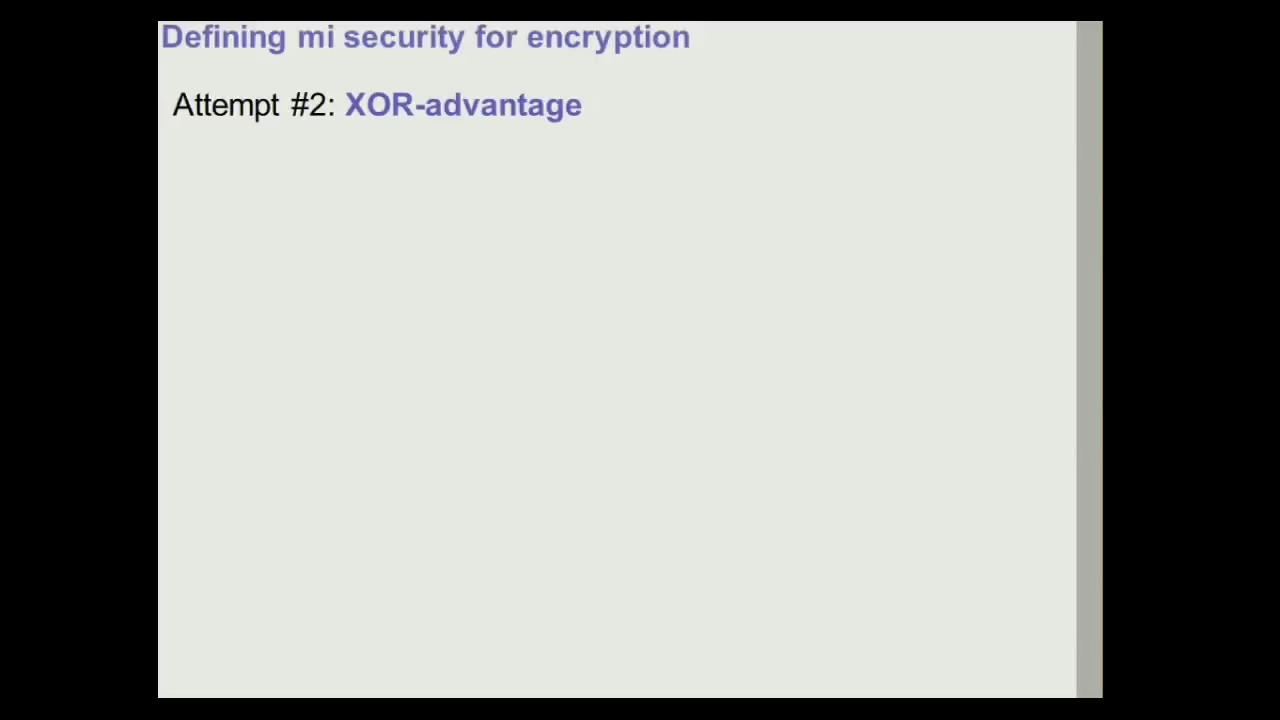 Defining mi security for encryption
Attempt #2: XOR-advantage